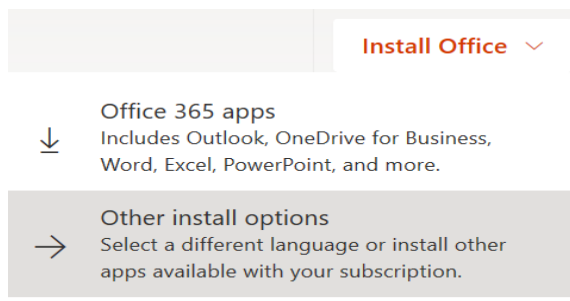 Install Office
Office 365 apps
Includes Outlook, OneDrive for Business,
Word, Excel, PowerPoint, and more.
Other install options
Select a different language or install other
apps available with your subscription.